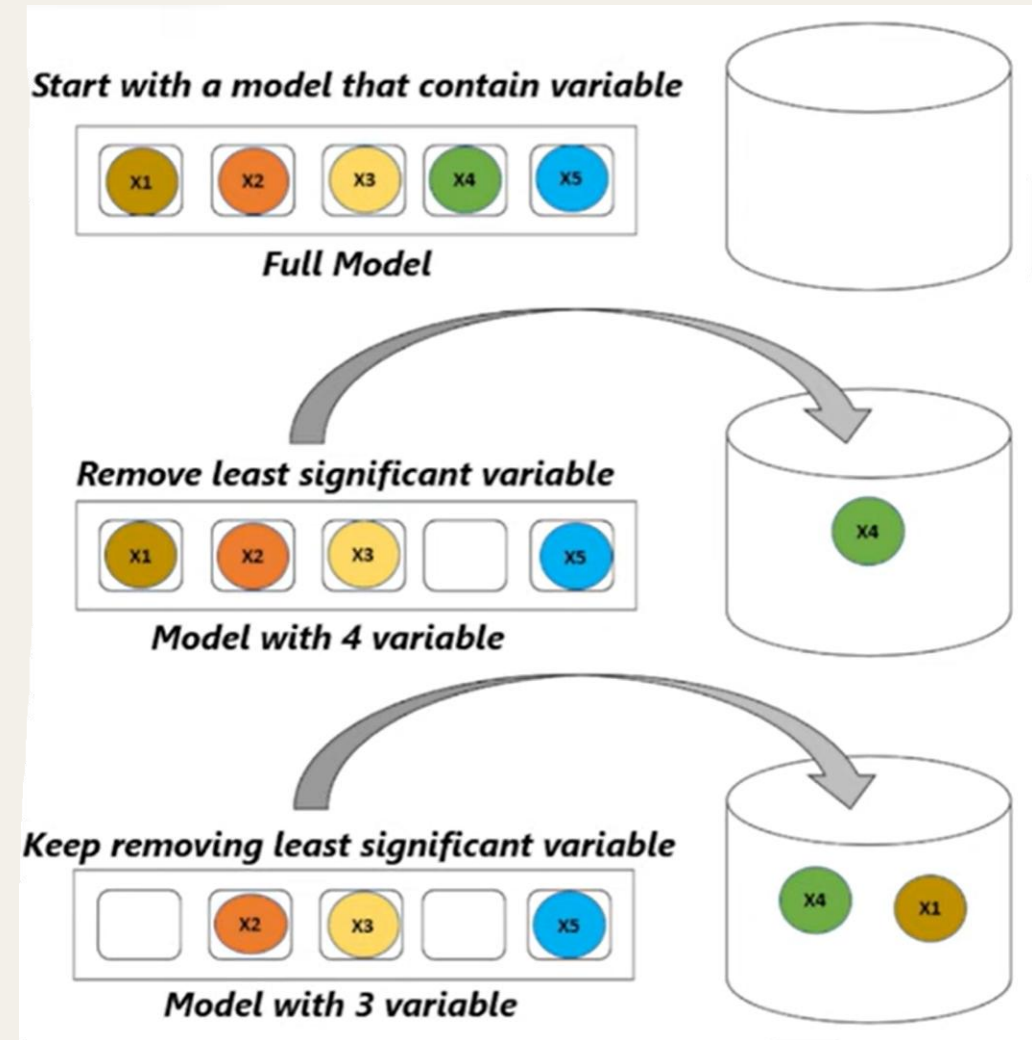 Start with a model that contain variable
X1 X2 X3 X4 X5
Full Model
Remove least significant variable
X1 X2 X3 X5
X4
Model with 4 variable
Keep removing least significant variable
X2 X3 X5
X4 X1
Model with 3 variable